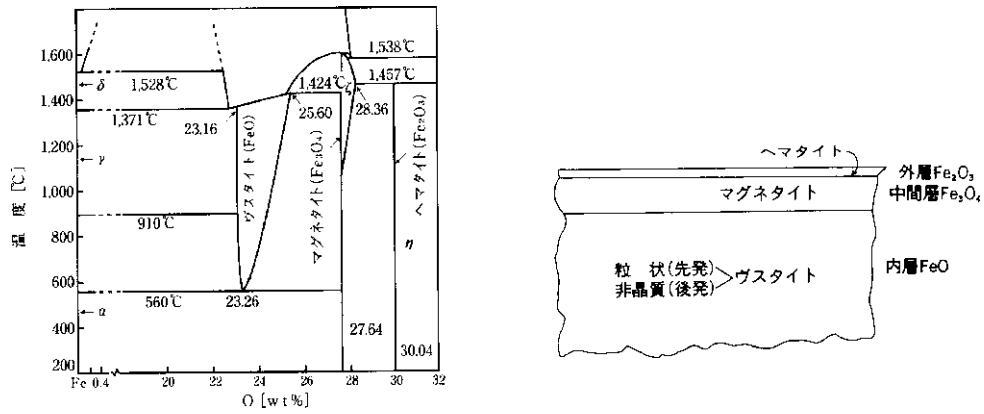 1,600
1,400
1,200
1,000
800
600
400
200
温度 [℃]
1,538℃
1,457℃
1,528℃
1,424℃
ζ
δ
1,371℃
23.16
25.60
28.36
γ
ヴスタイト(FeO)
マグネタイト(Fe₃O₄)
ヘマタイト(Fe₂O₃)
910℃
η
560℃
23.26
α
27.64
30.04
Fe 0.4 20 22 24 26 28 30 32
O [wt%]
ヘマタイト
外層Fe₂O₃
マグネタイト 中間層Fe₃O₄
粒状(先発)
非晶質(後発)
ヴスタイト
内層FeO